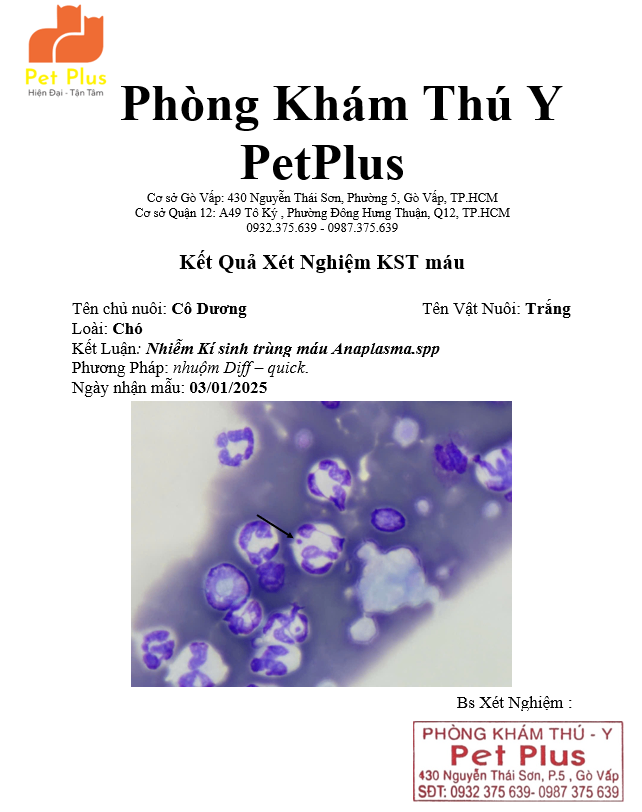 Pet Plus
Hiện Đại - Tận Tâm
Phòng Khám Thú Y
PetPlus
Cơ sở Gò Vấp: 430 Nguyễn Thái Sơn, Phường 5, Gò Vấp, TP.HCM
Cơ sở Quận 12: A49 Tô Ký , Phường Đông Hưng Thuận, Q12, TP.HCM
0932.375.639 - 0987.375.639
Kết Quả Xét Nghiệm KST máu
Tên chủ nuôi: Cô Dương Tên Vật Nuôi: Trắng
Loài: Chó
Kết Luận: Nhiễm Kí sinh trùng máu Anaplasma.spp
Phương Pháp: nhuộm Diff – quick.
Ngày nhận mẫu: 03/01/2025
Bs Xét Nghiệm :
PHÒNG KHÁM THÚ - Y
Pet Plus
430 Nguyễn Thái Sơn, P.5 , Gò Vấp
SĐT: 0932 375 639- 0987 375 639